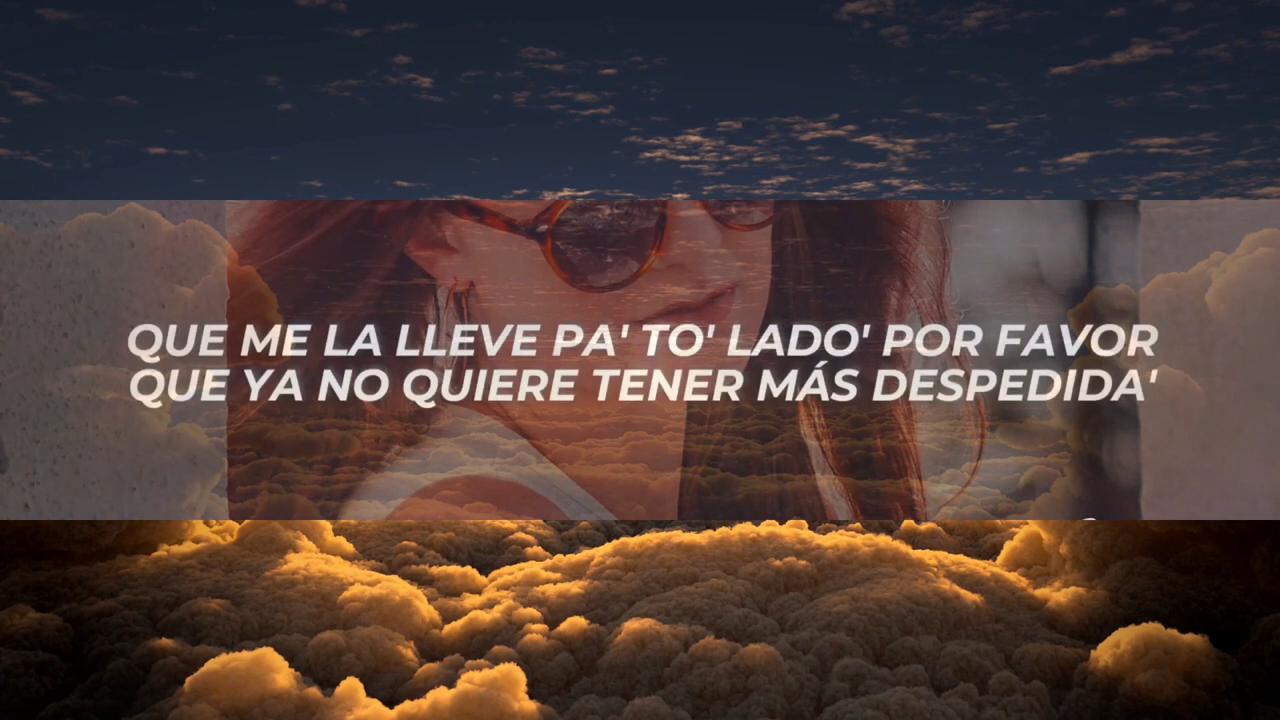 QUE ME LA LLEVE PA' TO' LADO' POR FAVOR
QUE YA NO QUIERE TENER MÁS DESPEDIDA'